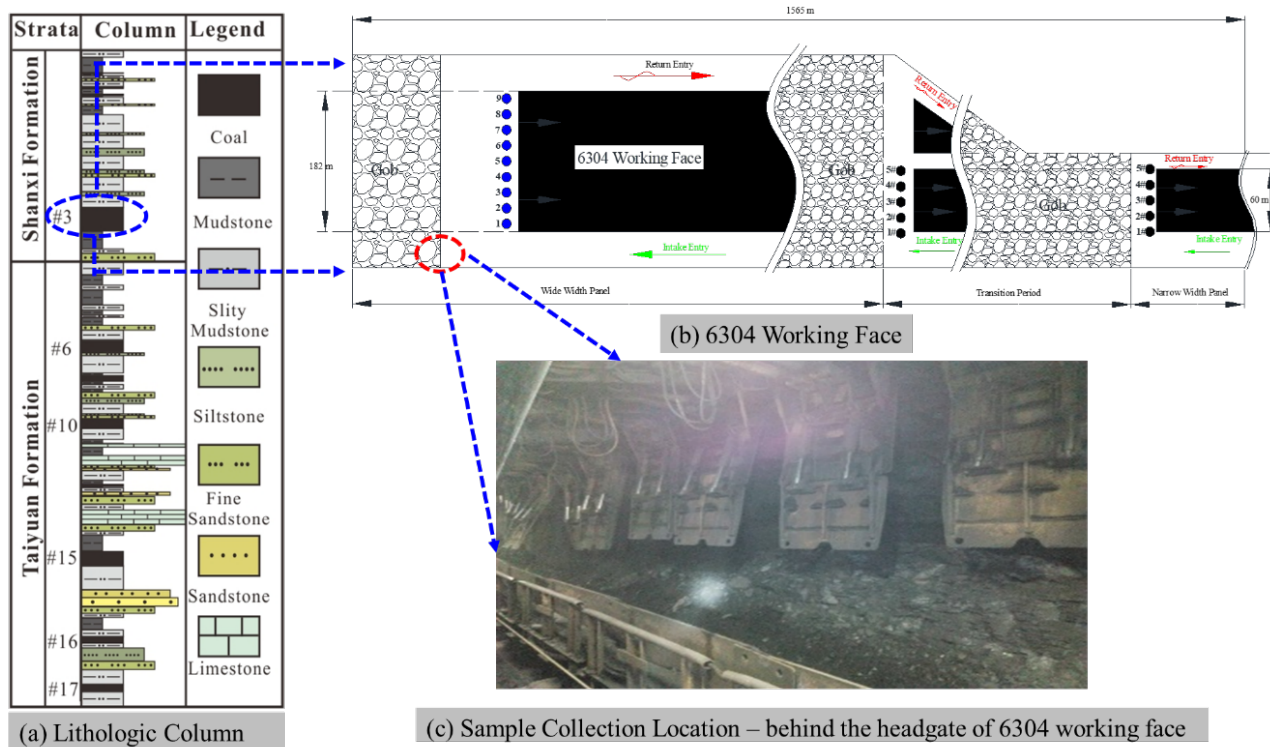 Strata Column Legend
Shanxi Formation
#3
Taiyuan Formation
#6
#10
#15
#16
#17
Coal
Mudstone
Slity
Mudstone
Siltstone
Fine
Sandstone
Sandstone
Limestone
(a) Lithologic Column
1565 m
Return Entry
9
8
7
6
5
4
3
2
1
182 m
Gob
6304 Working Face
Intake Entry
Gob
Return Entry
5#
4#
3#
2#
1#
Intake Entry
Gob
Return Entry
5#
4#
3#
2#
1#
60 m
Intake Entry
Wide Width Panel
Transition Period
Narrow Width Panel
(b) 6304 Working Face
(c) Sample Collection Location – behind the headgate of 6304 working face